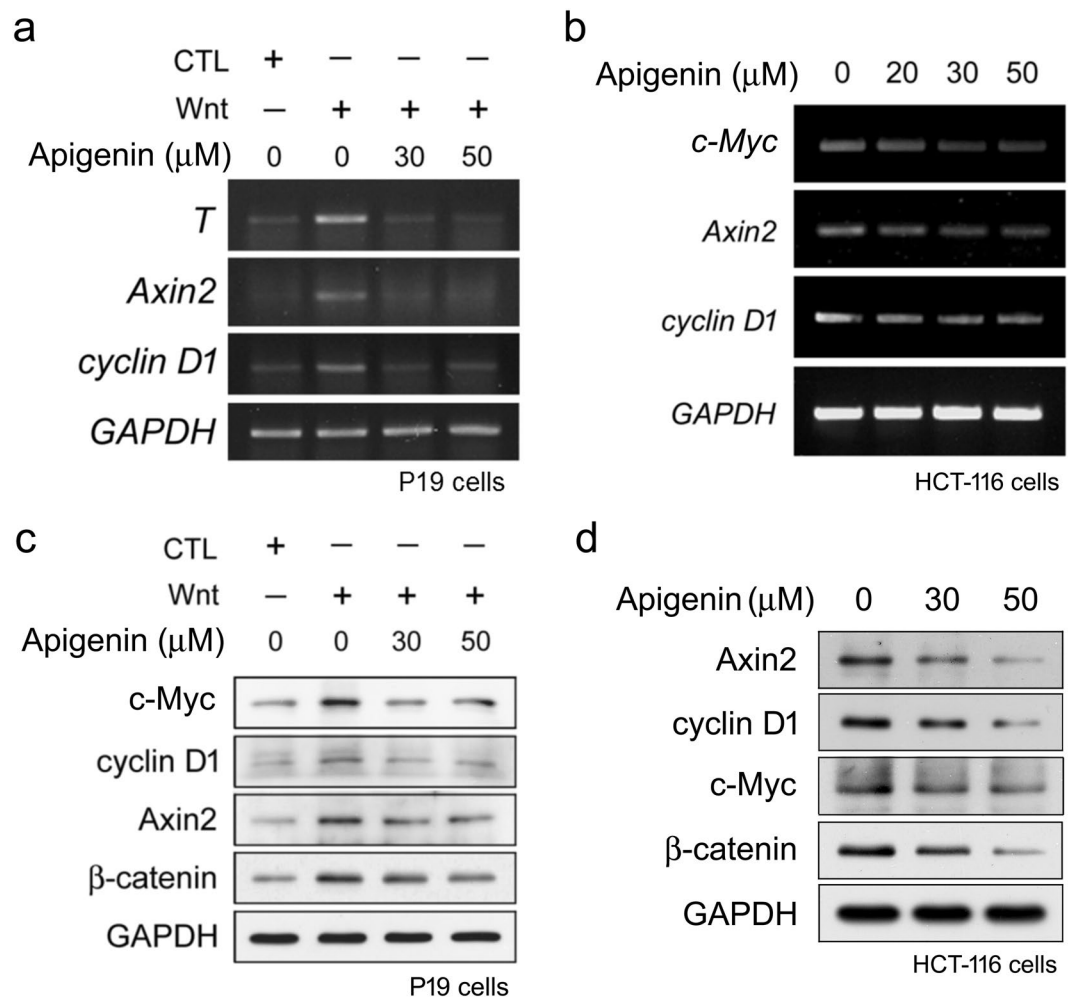 a
CTL + − − −
Wnt − + + +
Apigenin (μM) 0 0 30 50
T
Axin2
cyclin D1
GAPDH
P19 cells
b
Apigenin (μM) 0 20 30 50
c-Myc
Axin2
cyclin D1
GAPDH
HCT-116 cells
c
CTL + − − −
Wnt − + + +
Apigenin (μM) 0 0 30 50
c-Myc
cyclin D1
Axin2
β-catenin
GAPDH
P19 cells
d
Apigenin (μM) 0 30 50
Axin2
cyclin D1
c-Myc
β-catenin
GAPDH
HCT-116 cells